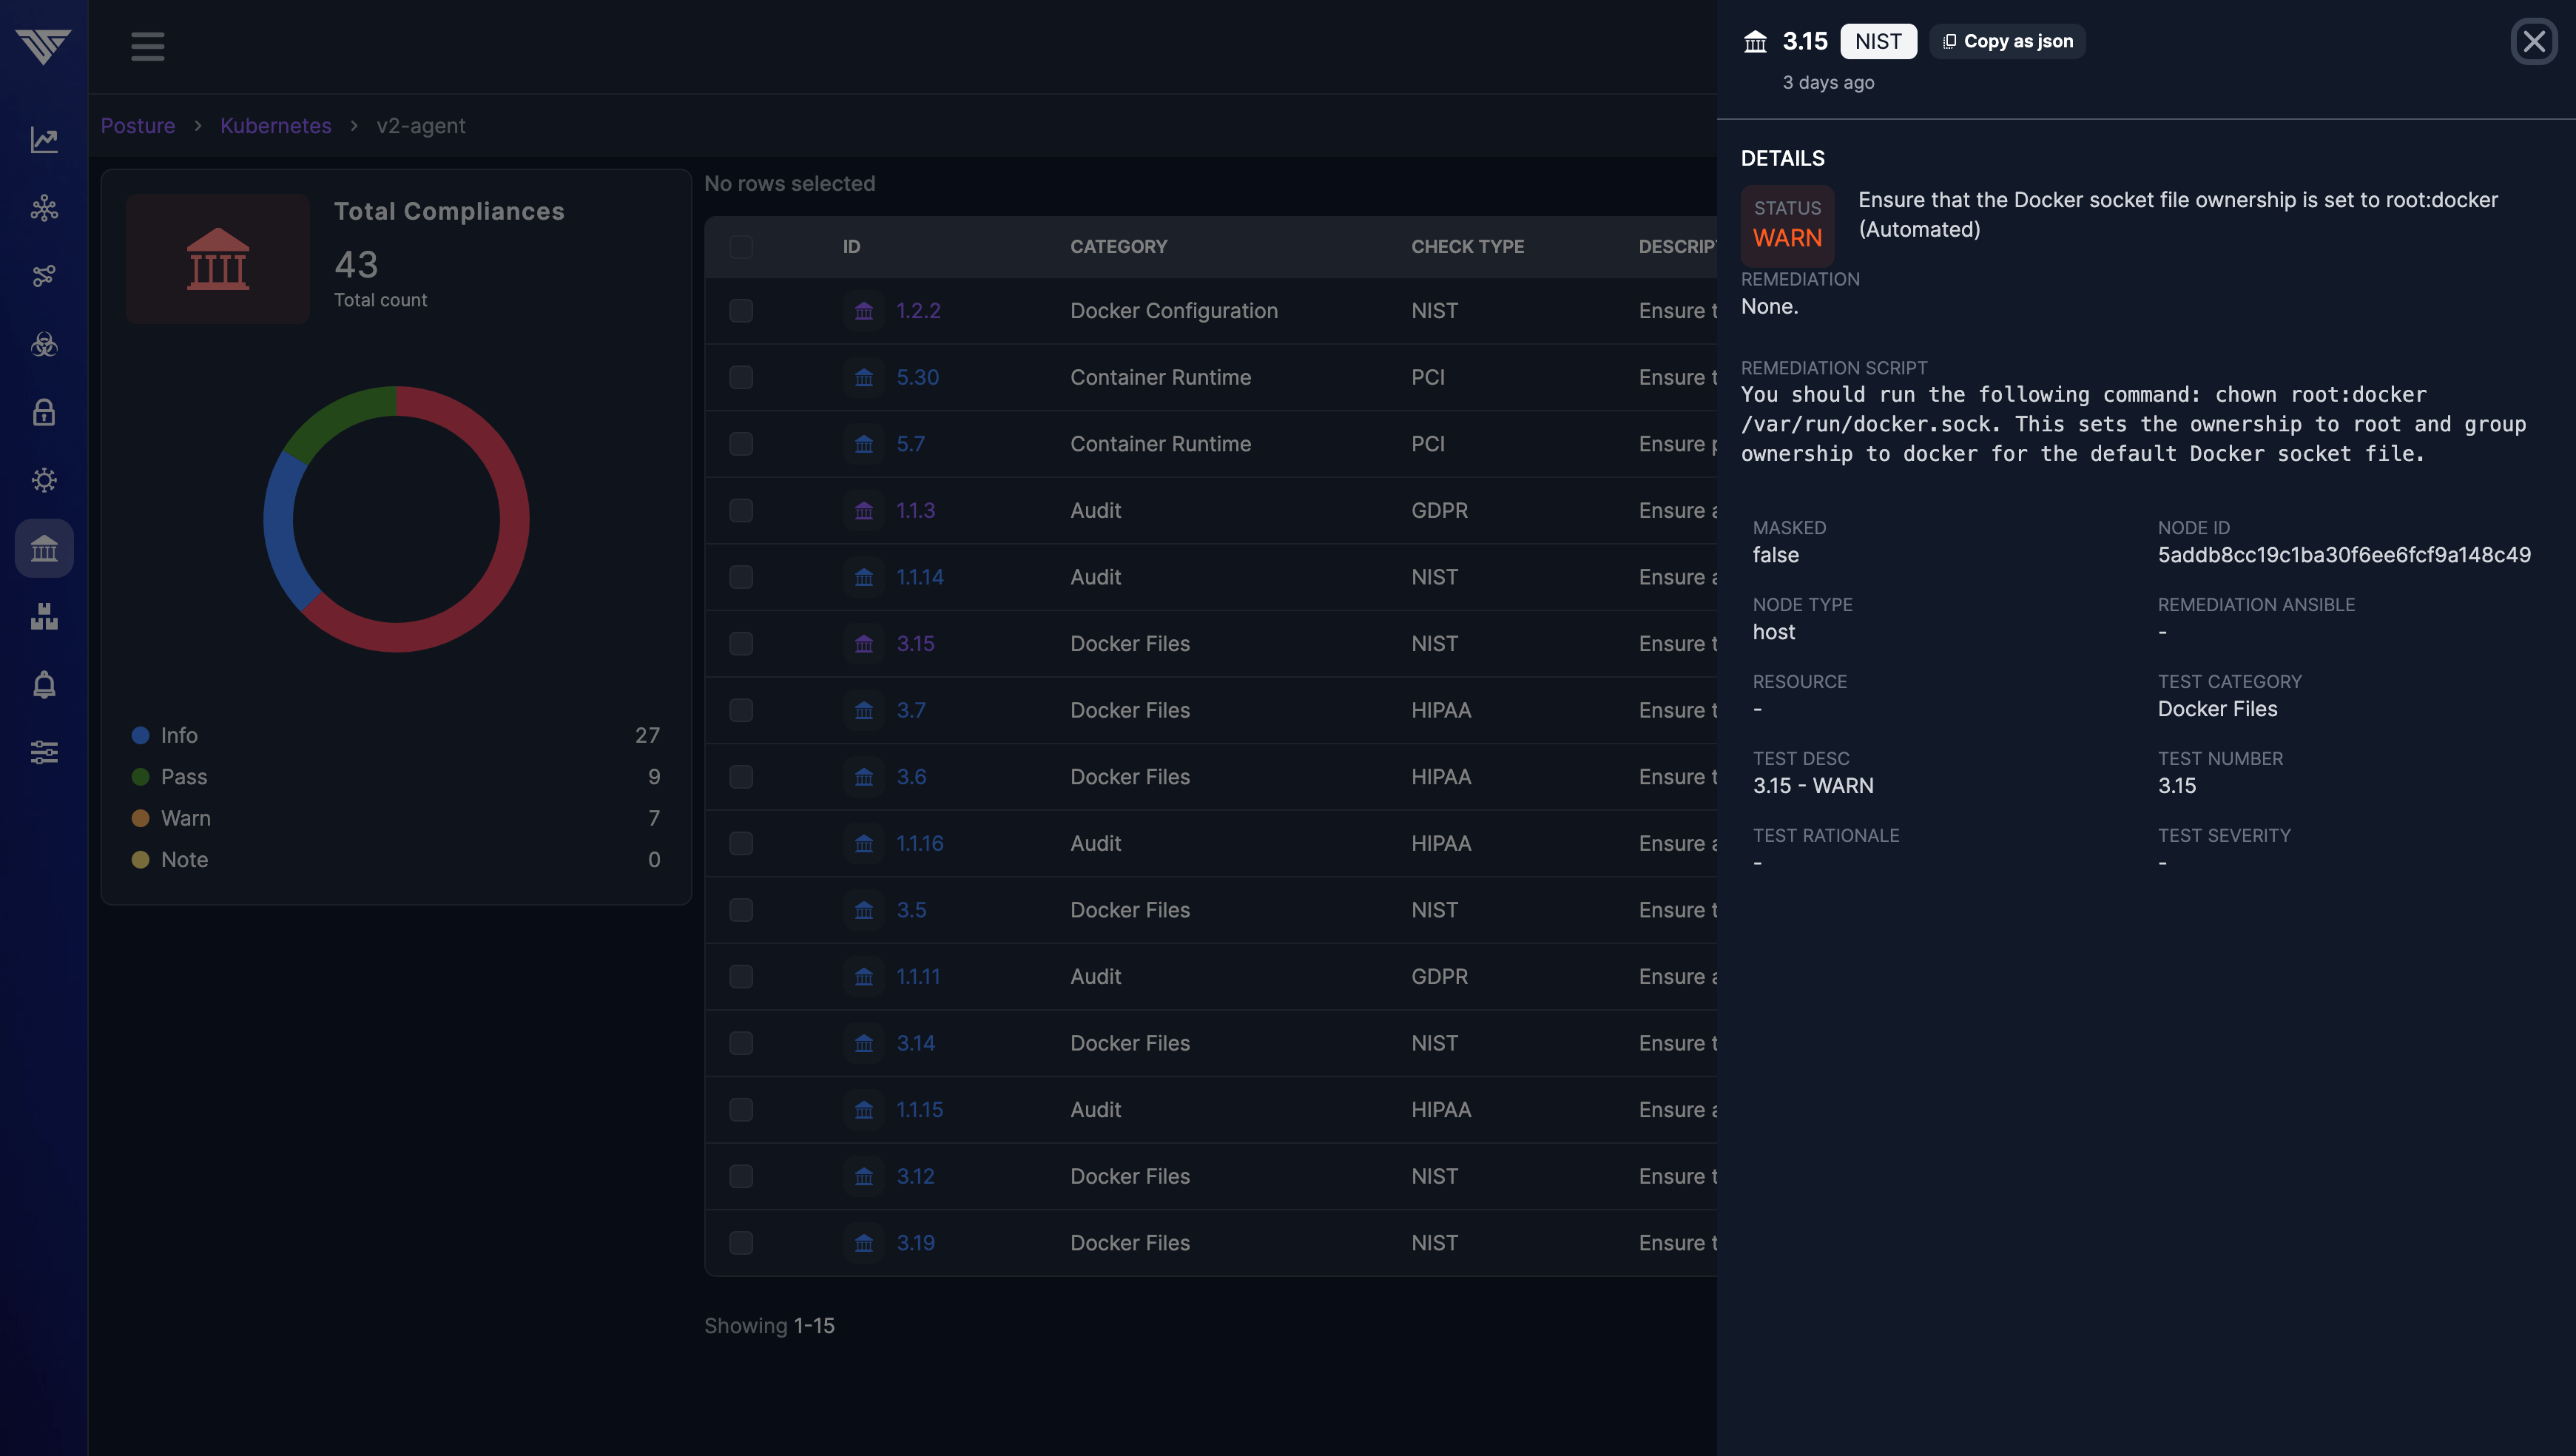 Posture > Kubernetes > v2-agent
Total Compliances
43
Total count
Info 27
Pass 9
Warn 7
Note 0
No rows selected
ID CATEGORY CHECK TYPE
1.2.2 Docker Configuration NIST Ensure
5.30 Container Runtime PCI Ensure
5.7 Container Runtime PCI Ensure
1.1.3 Audit GDPR Ensure
1.1.14 Audit NIST Ensure
3.15 Docker Files NIST Ensure
3.7 Docker Files HIPAA Ensure
3.6 Docker Files HIPAA Ensure
1.1.16 Audit HIPAA Ensure
3.5 Docker Files NIST Ensure
1.1.11 Audit GDPR Ensure
3.14 Docker Files NIST Ensure
1.1.15 Audit HIPAA Ensure
3.12 Docker Files NIST Ensure
3.19 Docker Files NIST Ensure
Showing 1-15
3.15 NIST Copy as json
3 days ago
DETAILS
STATUS
WARN
Ensure that the Docker socket file ownership is set to root:docker
(Automated)
REMEDIATION
None.
REMEDIATION SCRIPT
You should run the following command: chown root:docker
/var/run/docker.sock. This sets the ownership to root and group
ownership to docker for the default Docker socket file.
MASKED
false
NODE ID
5addb8cc19c1ba30f6ee6fcf9a148c49
NODE TYPE
host
REMEDIATION ANSIBLE
-
RESOURCE
-
TEST CATEGORY
Docker Files
TEST DESC
3.15 - WARN
TEST NUMBER
3.15
TEST RATIONALE
-
TEST SEVERITY
-